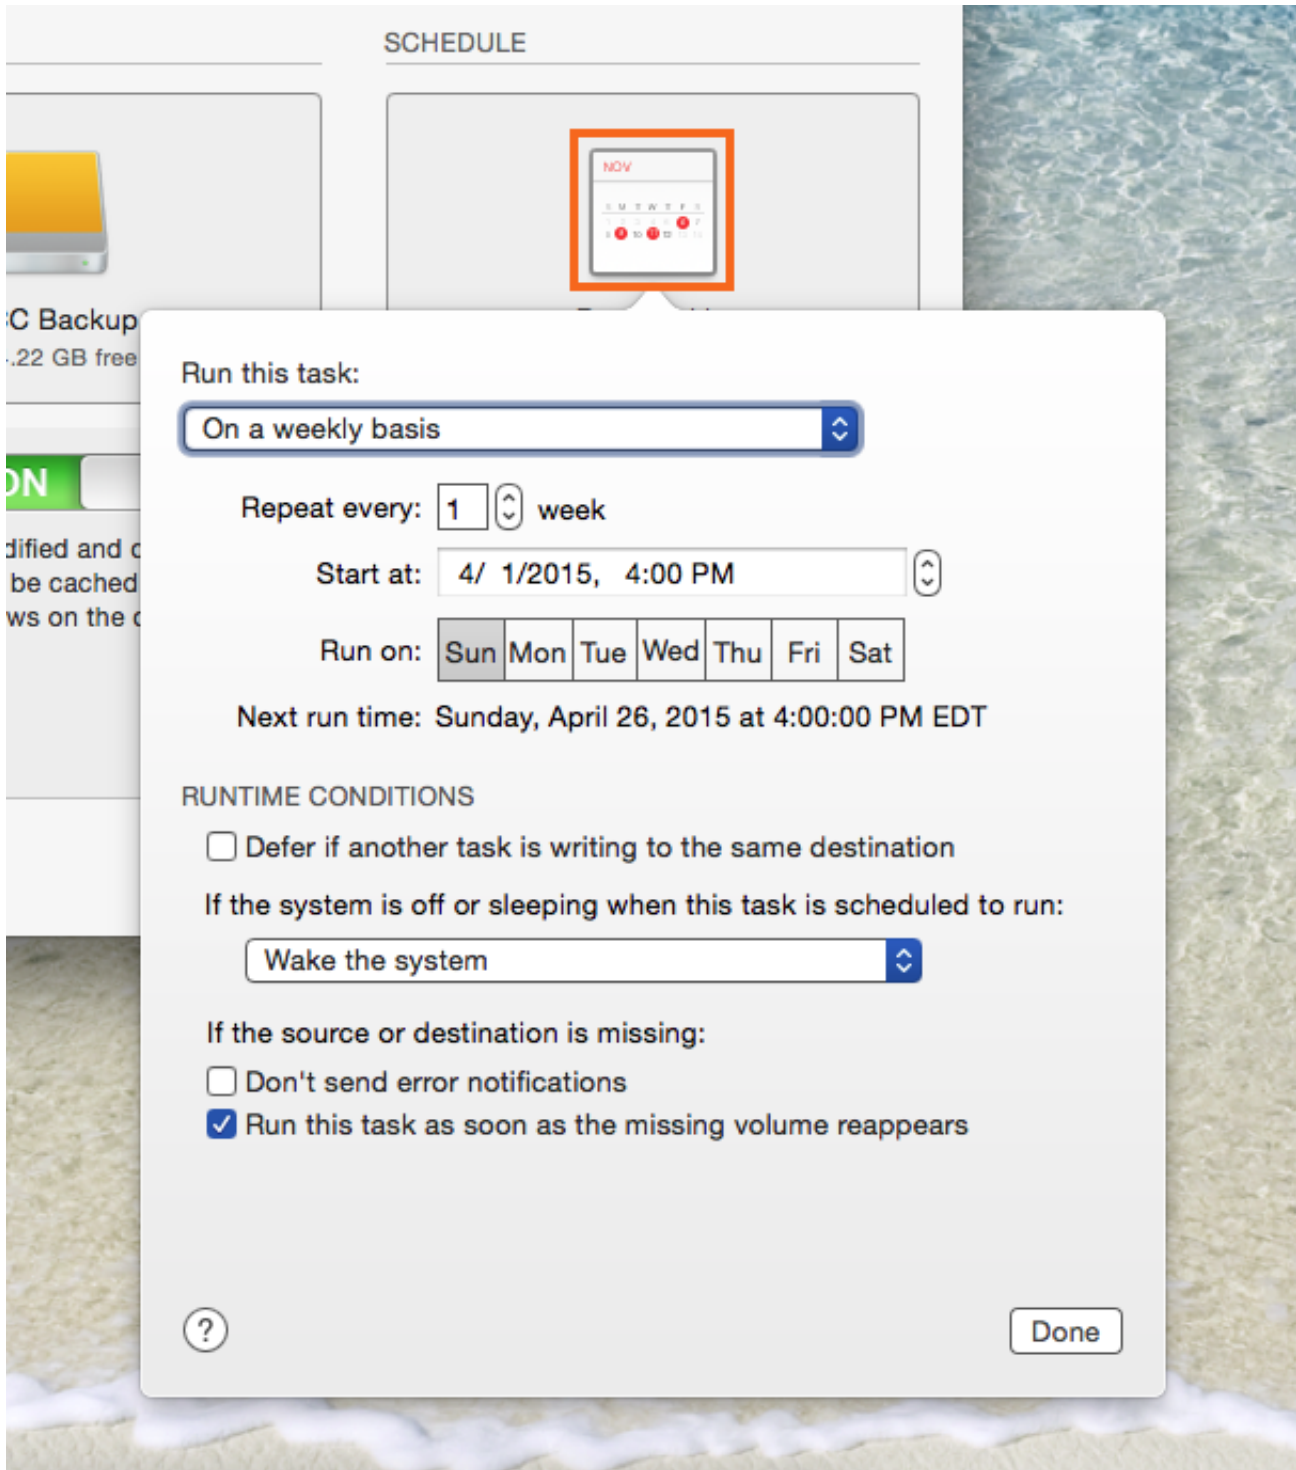 SCHEDULE
NOV
C Backup
.22 GB free
Run this task:
On a weekly basis
ON
Repeat every: 1 week
dified and
Start at: 4/ 1/2015, 4:00 PM
be cached
ws on the
Run on: Sun Mon Tue Wed Thu Fri Sat
Next run time: Sunday, April 26, 2015 at 4:00:00 PM EDT
RUNTIME CONDITIONS
Defer if another task is writing to the same destination
If the system is off or sleeping when this task is scheduled to run:
Wake the system
If the source or destination is missing:
Don't send error notifications
Run this task as soon as the missing volume reappears
?
Done